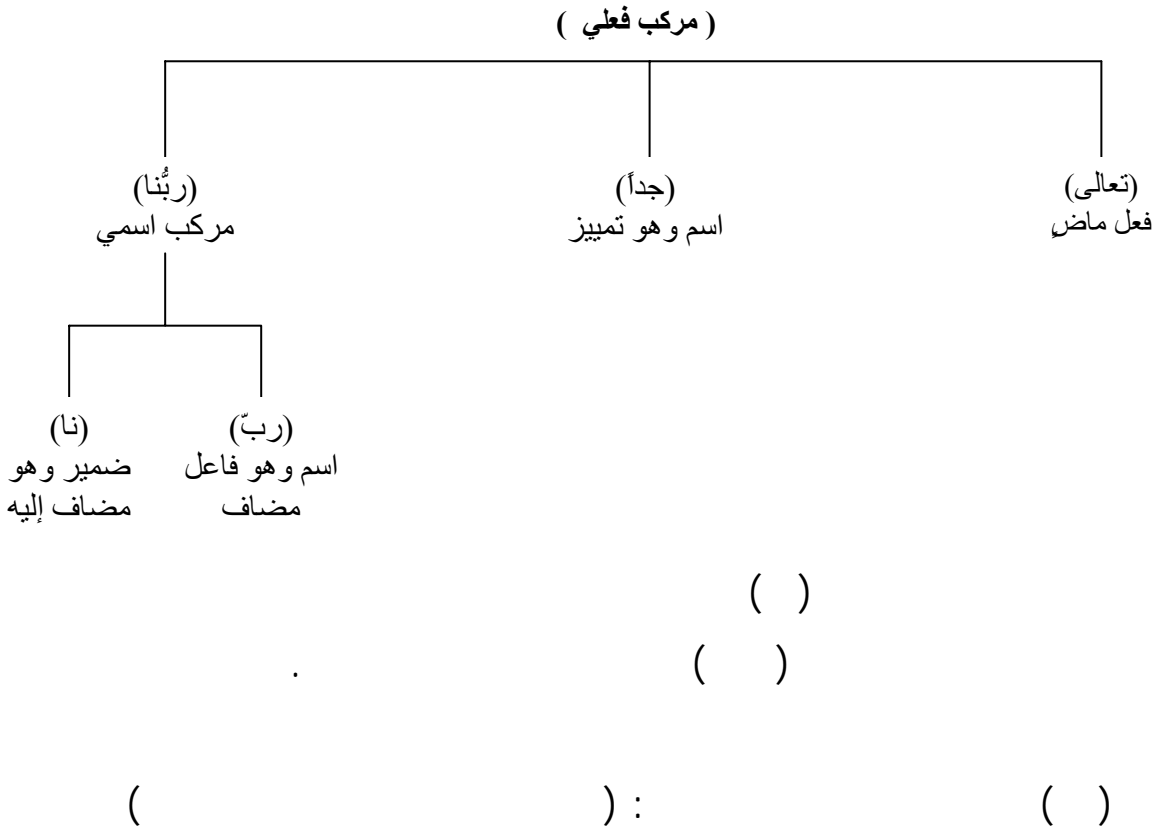 ( مركب فعلي )
(تعالى)
فعل ماضٍ
(جداً)
اسم وهو تمييز
(ربُّنا)
مركب اسمي
(ربّ)
اسم وهو فاعل
مضاف
(نا)
ضمير وهو
مضاف إليه
( )
( ) .
( ) : ( )